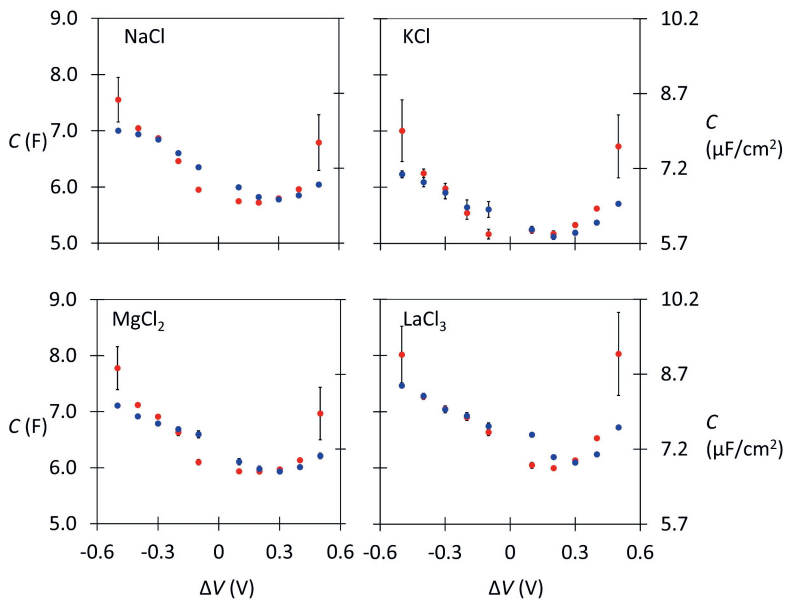 9.0 NaCl KCl 10.2
8.0 8.7
C (F) 7.0 C
(µF/cm²)
7.2
6.0
5.0 5.7
9.0 MgCl₂ LaCl₃ 10.2
8.0 8.7
7.0
C (F) C
(µF/cm²)
7.2
6.0
5.0 5.7
-0.6 -0.3 0 0.3 0.6 -0.6 -0.3 0 0.3 0.6
ΔV (V) ΔV (V)